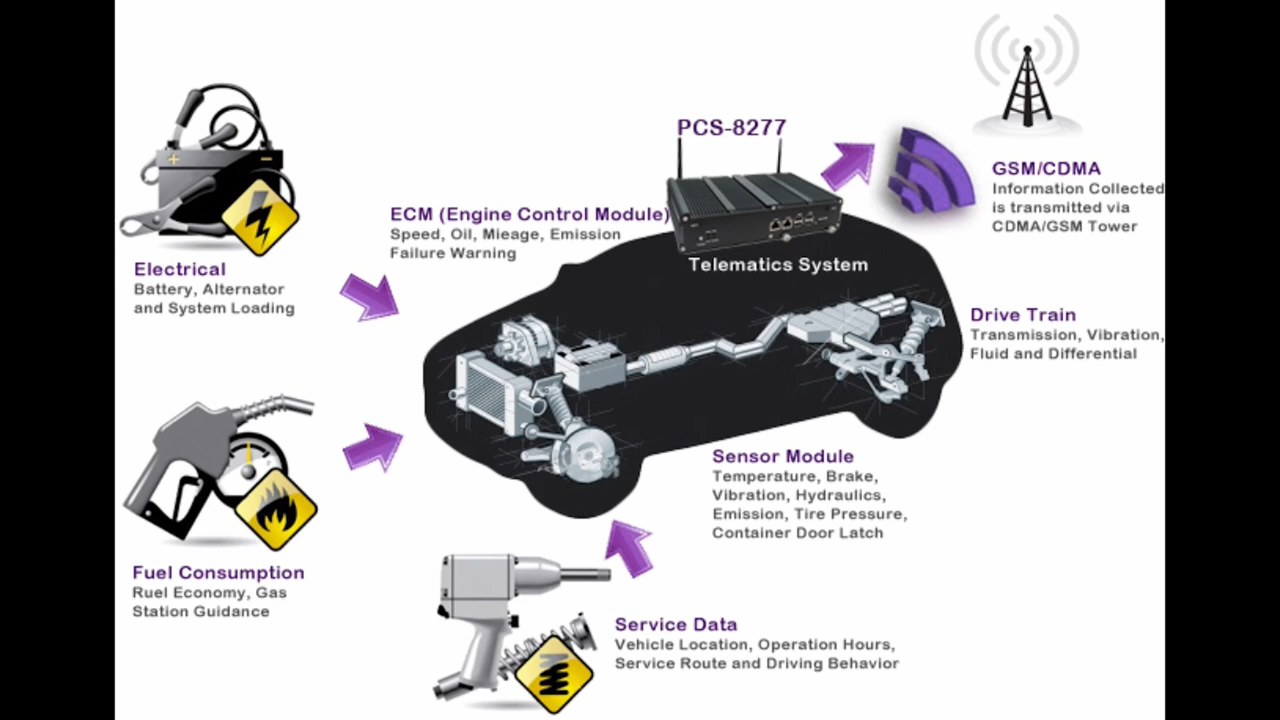 PCS-8277
GSM/CDMA
Information Collected
is transmitted via
CDMA/GSM Tower
ECM (Engine Control Module)
Speed, Oil, Mieage, Emission
Failure Warning
Telematics System
Electrical
Battery, Alternator
and System Loading
Drive Train
Transmission, Vibration,
Fluid and Differential
Sensor Module
Temperature, Brake,
Vibration, Hydraulics,
Emission, Tire Pressure,
Container Door Latch
Fuel Consumption
Ruel Economy, Gas
Station Guidance
Service Data
Vehicle Location, Operation Hours,
Service Route and Driving Behavior